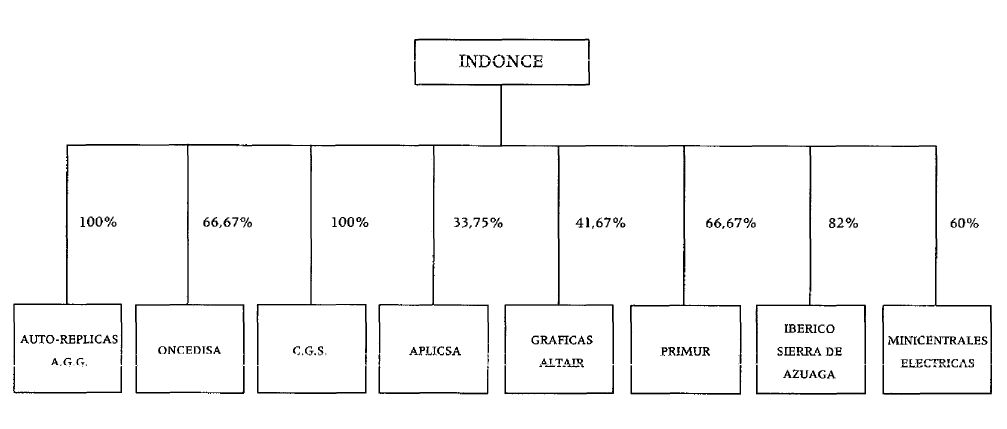 INDONCE
100%
66,67%
100%
33,75%
41,67%
66,67%
82%
60%
AUTO-REPLICAS
A.G.G.
ONCEDISA
C.G.S.
APLICSA
GRAFICAS
ALTAIR
PRIMUR
IBERICO
SIERRA DE
AZUAGA
MINICENTRALES
ELECTRICAS